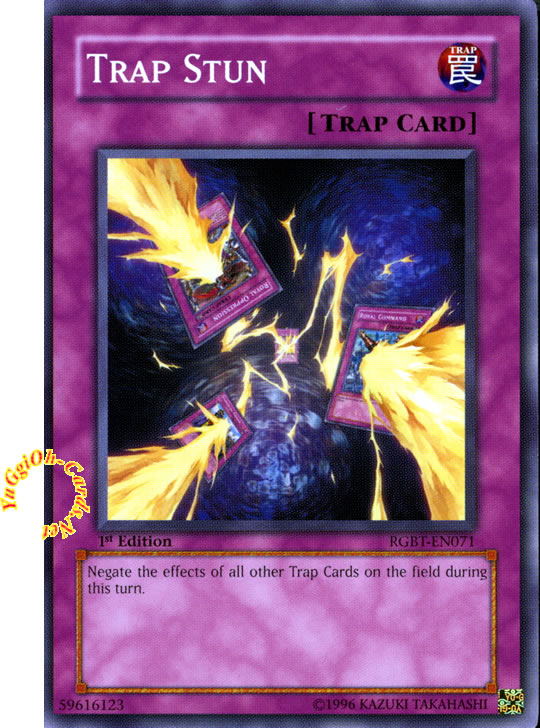 Trap Stun
TRAP
罠
[Trap Card]
Royal Oppression
Royal Command
YuGgiOh-Cards.Net
1st Edition
RGBT-EN071
Negate the effects of all other Trap Cards on the field during
this turn.
59616123
©1996 KAZUKI TAKAHASHI